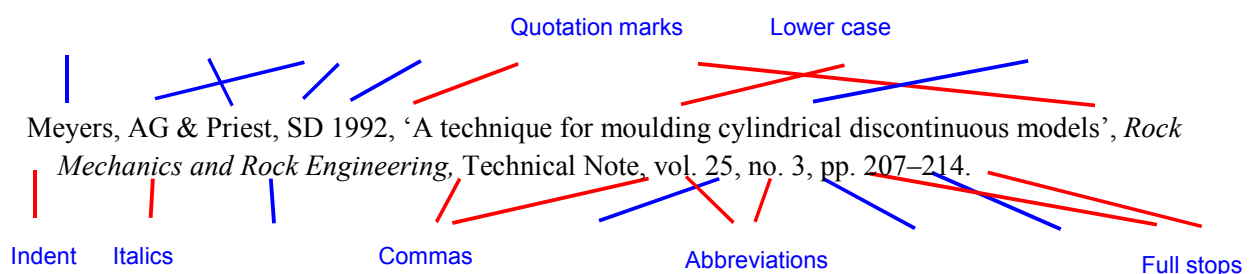 Quotation marks Lower case
Meyers, AG & Priest, SD 1992, ‘A technique for moulding cylindrical discontinuous models’, Rock
Mechanics and Rock Engineering, Technical Note, vol. 25, no. 3, pp. 207–214.
Indent Italics Commas Abbreviations Full stops